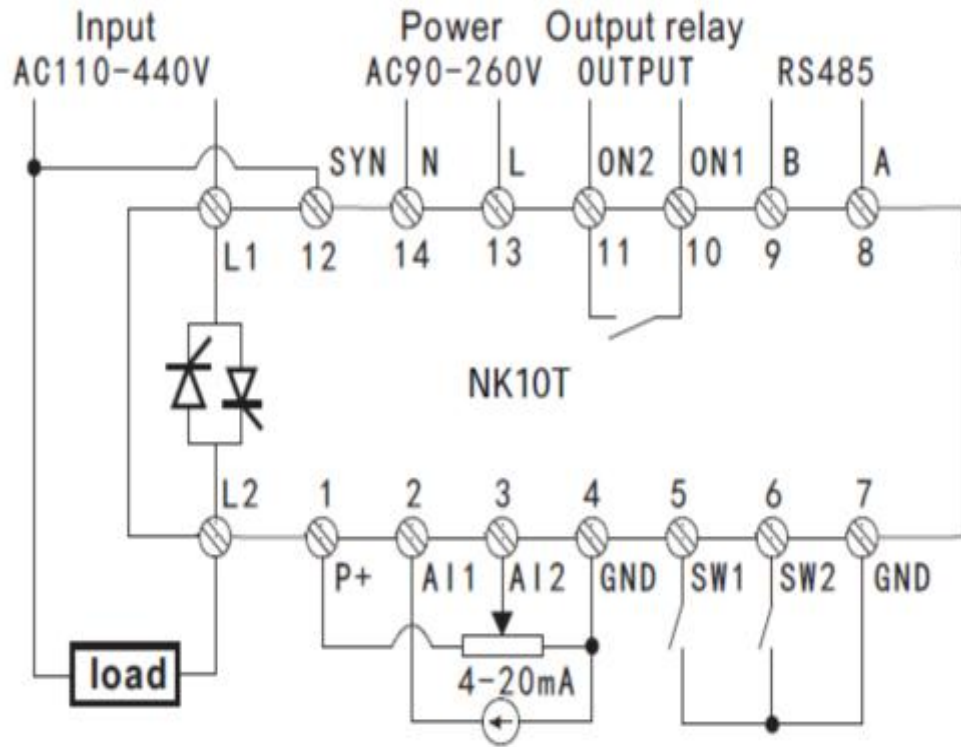 Input Power Output relay
AC110-440V AC90-260V OUTPUT RS485
SYN N L ON2 ON1 B A
L1 12 14 13 11 10 9 8
NK10T
L2 1 2 3 4 5 6 7
P+ AI1 AI2 GND SW1 SW2 GND
load 4-20mA